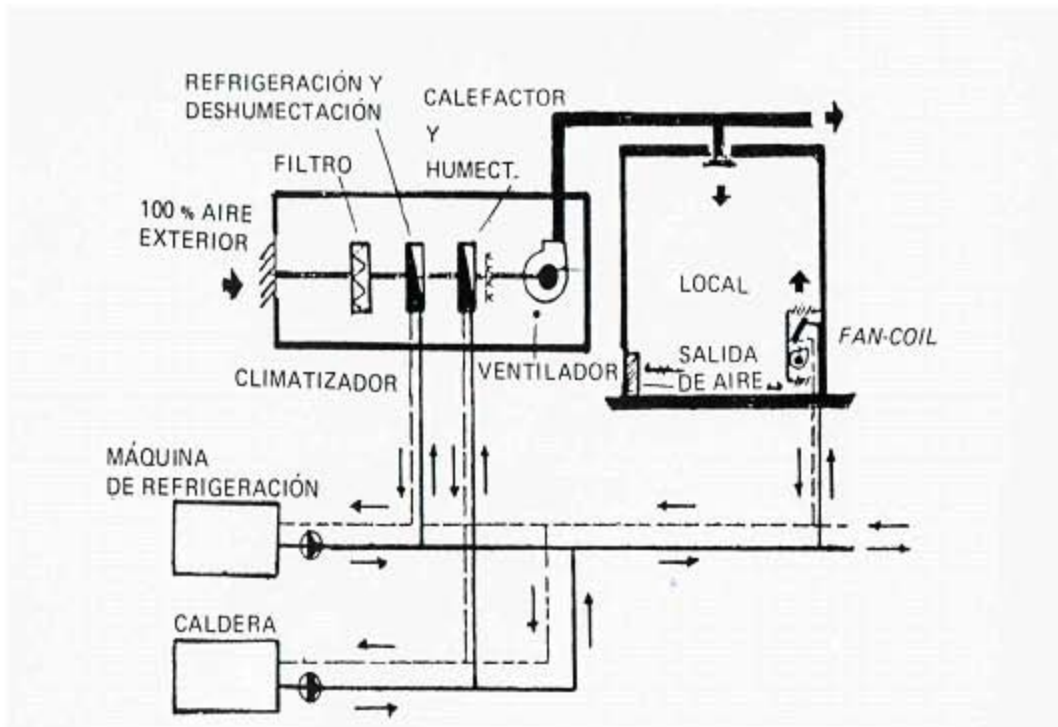 REFRIGERACIÓN Y
DESHUMECTACIÓN
CALEFACTOR
Y
HUMECT.
FILTRO
100 % AIRE
EXTERIOR
LOCAL
FAN-COIL
SALIDA
DE AIRE
CLIMATIZADOR
VENTILADOR
MÁQUINA
DE REFRIGERACIÓN
CALDERA